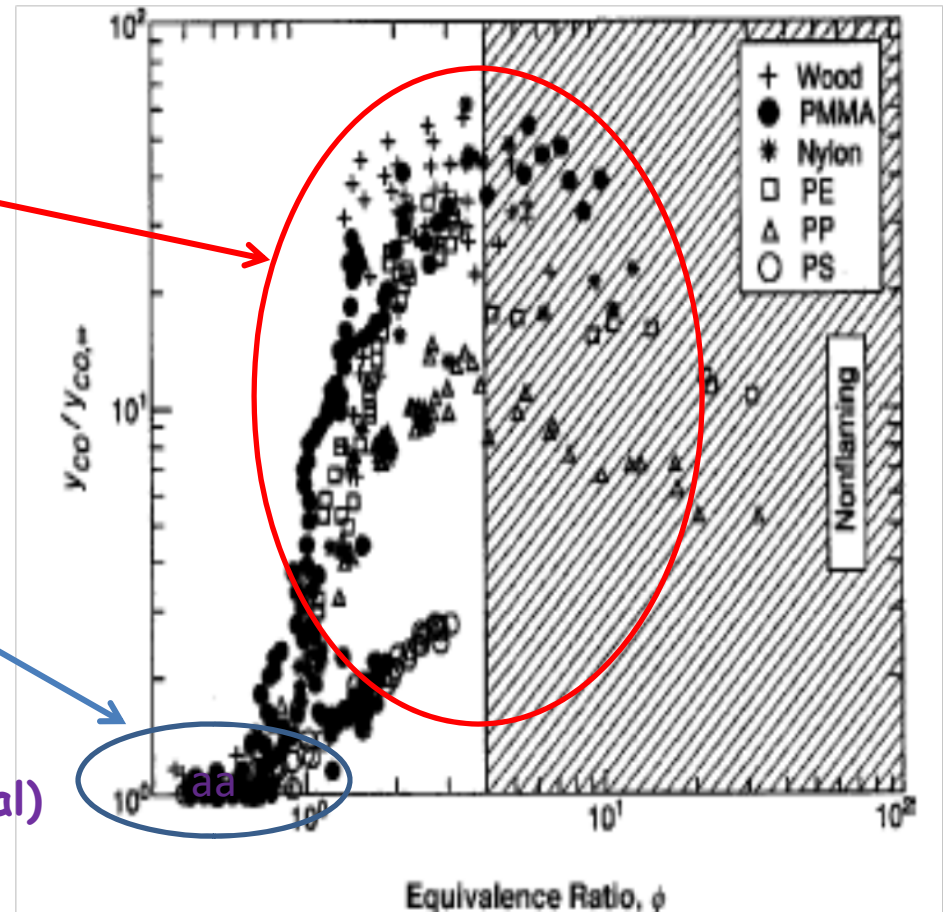 10²
+ Wood
● PMMA
✷ Nylon
□ PE
△ PP
○ PS
y_CO/y_CO,∞
10¹
Nonflaming
aa
al)
10⁰
10⁰
10¹
10²
Equivalence Ratio, ϕ